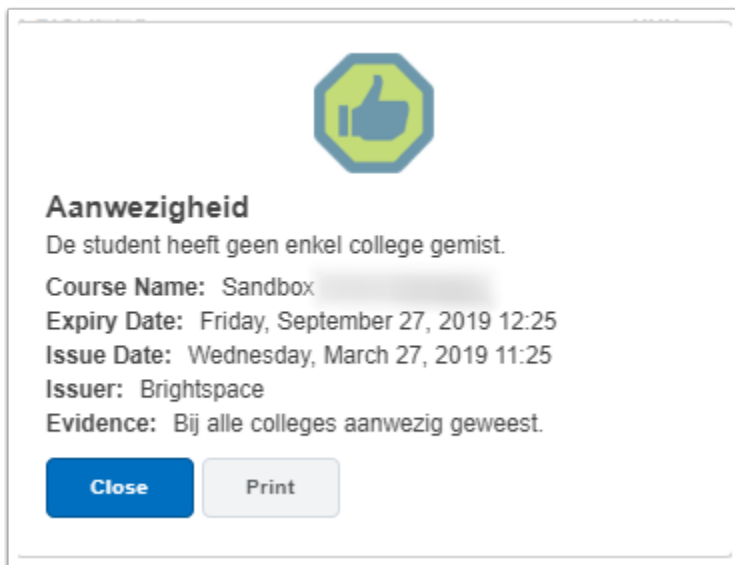 Aanwezigheid
De student heeft geen enkel college gemist.
Course Name: Sandbox
Expiry Date: Friday, September 27, 2019 12:25
Issue Date: Wednesday, March 27, 2019 11:25
Issuer: Brightspace
Evidence: Bij alle colleges aanwezig geweest.
Close Print